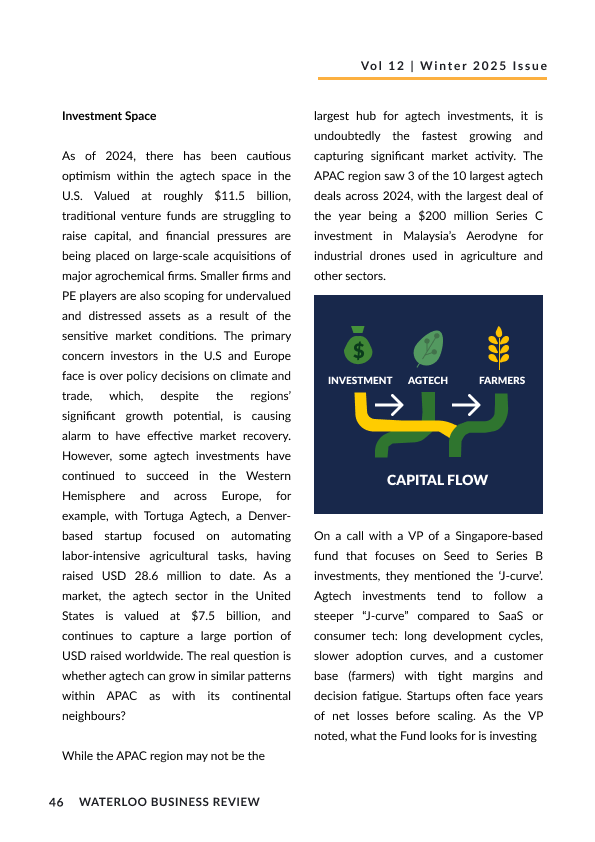 Vol 12 | Winter 2025 Issue
Investment Space
As of 2024, there has been cautious
optimism within the agtech space in the
U.S. Valued at roughly $11.5 billion,
traditional venture funds are struggling to
raise capital, and financial pressures are
being placed on large-scale acquisitions of
major agrochemical firms. Smaller firms and
PE players are also scoping for undervalued
and distressed assets as a result of the
sensitive market conditions. The primary
concern investors in the U.S and Europe
face is over policy decisions on climate and
trade, which, despite the regions’
significant growth potential, is causing
alarm to have effective market recovery.
However, some agtech investments have
continued to succeed in the Western
Hemisphere and across Europe, for
example, with Tortuga Agtech, a Denver-
based startup focused on automating
labor-intensive agricultural tasks, having
raised USD 28.6 million to date. As a
market, the agtech sector in the United
States is valued at $7.5 billion, and
continues to capture a large portion of
USD raised worldwide. The real question is
whether agtech can grow in similar patterns
within APAC as with its continental
neighbours?
While the APAC region may not be the
largest hub for agtech investments, it is
undoubtedly the fastest growing and
capturing significant market activity. The
APAC region saw 3 of the 10 largest agtech
deals across 2024, with the largest deal of
the year being a $200 million Series C
investment in Malaysia’s Aerodyne for
industrial drones used in agriculture and
other sectors.
$
INVESTMENT AGTECH FARMERS
CAPITAL FLOW
On a call with a VP of a Singapore-based
fund that focuses on Seed to Series B
investments, they mentioned the ‘J-curve’.
Agtech investments tend to follow a
steeper “J-curve” compared to SaaS or
consumer tech: long development cycles,
slower adoption curves, and a customer
base (farmers) with tight margins and
decision fatigue. Startups often face years
of net losses before scaling. As the VP
noted, what the Fund looks for is investing
46 WATERLOO BUSINESS REVIEW